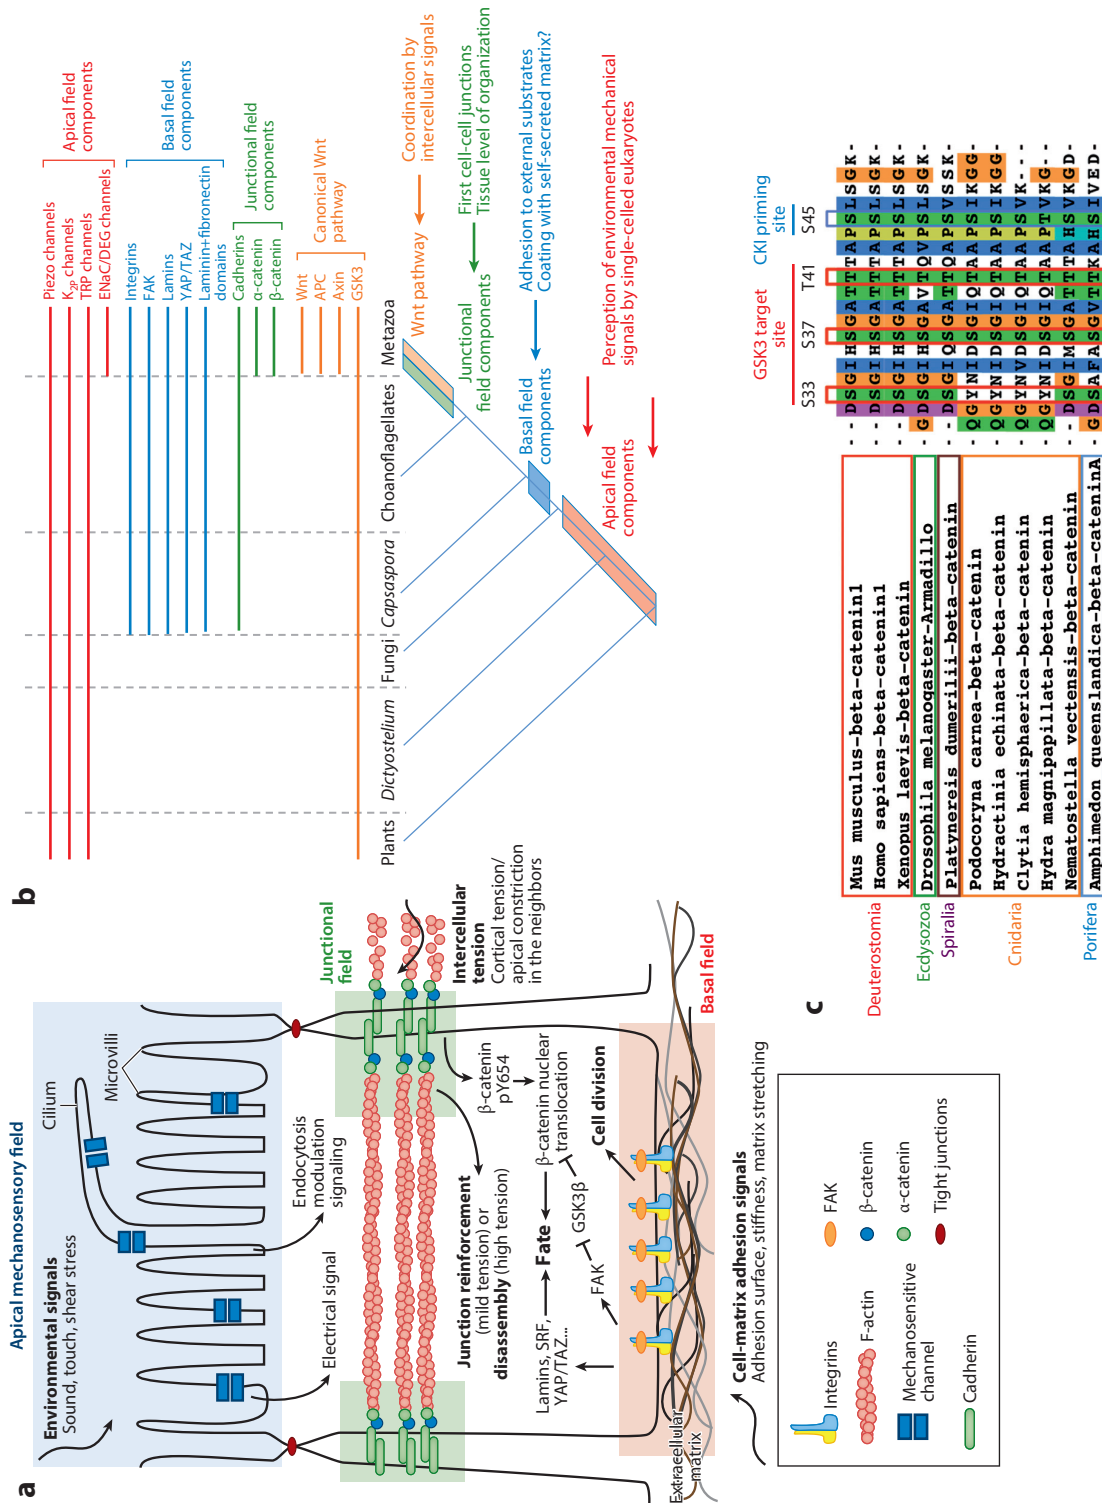 a
Apical mechanosensory field
Environmental signals
Sound, touch, shear stress
Cilium
Microvilli
Electrical signal
Endocytosis
modulation
signaling
Junctional
field
Junction reinforcement
(mild tension) or
disassembly (high tension)
β-catenin
pY654
Intercellular
tension
Cortical tension/
apical constriction
in the neighbors
Lamins, SRF,
YAP/TAZ...
Fate
β-catenin nuclear
translocation
FAK
GSK3β
Cell division
Extracellular
matrix
Basal field
Cell-matrix adhesion signals
Adhesion surface, stiffness, matrix stretching
Integrins
F-actin
Mechanosensitive
channel
Cadherin
FAK
β-catenin
α-catenin
Tight junctions
b
Piezo channels
K2P channels
TRP channels
ENaC/DEG channels
Apical field
components
Integrins
FAK
Lamins
YAP/TAZ
Laminin+fibronectin
domains
Basal field
components
Cadherins
α-catenin
β-catenin
Junctional field
components
Wnt
APC
Axin
GSK3
Canonical Wnt
pathway
Plants
Dictyostelium
Fungi
Capsaspora
Choanoflagellates
Metazoa
Wnt pathway
Coordination by
intercellular signals
Junctional
field components
First cell-cell junctions
Tissue level of organization
Basal field
components
Adhesion to external substrates
Coating with self-secreted matrix?
Apical field
components
Perception of environmental mechanical
signals by single-celled eukaryotes
c
GSK3 target
site
CKI priming
site
S33 S37 T41 S45
Deuterostomia
Mus musculus-beta-catenin1 --DSGIHSGATTTAPSLSGK-
Homo sapiens-beta-catenin1 --DSGIHSGATTTAPSLSGK-
Xenopus laevis-beta-catenin --DSGIHSGATTTAPSLSGK-
Ecdysozoa
Drosophila melanogaster-Armadillo GDSGIHSGAVTQVPSLSGK-
Spiralia
Platynereis dumerilii-beta-catenin -DSGIQSGATTTAPSVSSK-
Cnidaria
Podocoryna carnea-beta-catenin QGYNIDSGIQTAAPSIKGG-
Hydractinia echinata-beta-catenin QGYNIDSGIQTAAPSIKGG-
Clytia hemisphaerica-beta-catenin QGYNVDSGIQTAAPSVK---
Hydra magnipapillata-beta-catenin QGYNIDSGIQTAAPTVKG--
Nematostella vectensis-beta-catenin -DSGIMSGATTTAHSVKGD-
Porifera
Amphimedon queenslandica-beta-cateninA GDSAFASGVTTKAHSIVED-